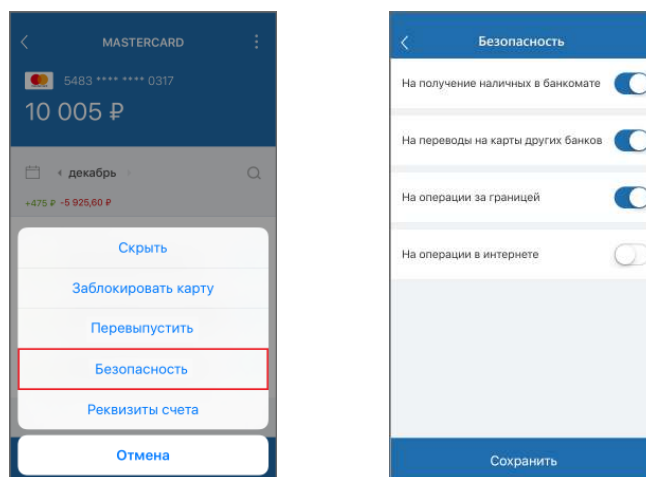 MASTERCARD
5483 **** **** 0317
10 005 ₽
декабрь
+475 ₽ -5 925,60 ₽
Скрыть
Заблокировать карту
Перевыпустить
Безопасность
Реквизиты счета
Отмена
Безопасность
На получение наличных в банкомате
На переводы на карты других банков
На операции за границей
На операции в интернете
Сохранить